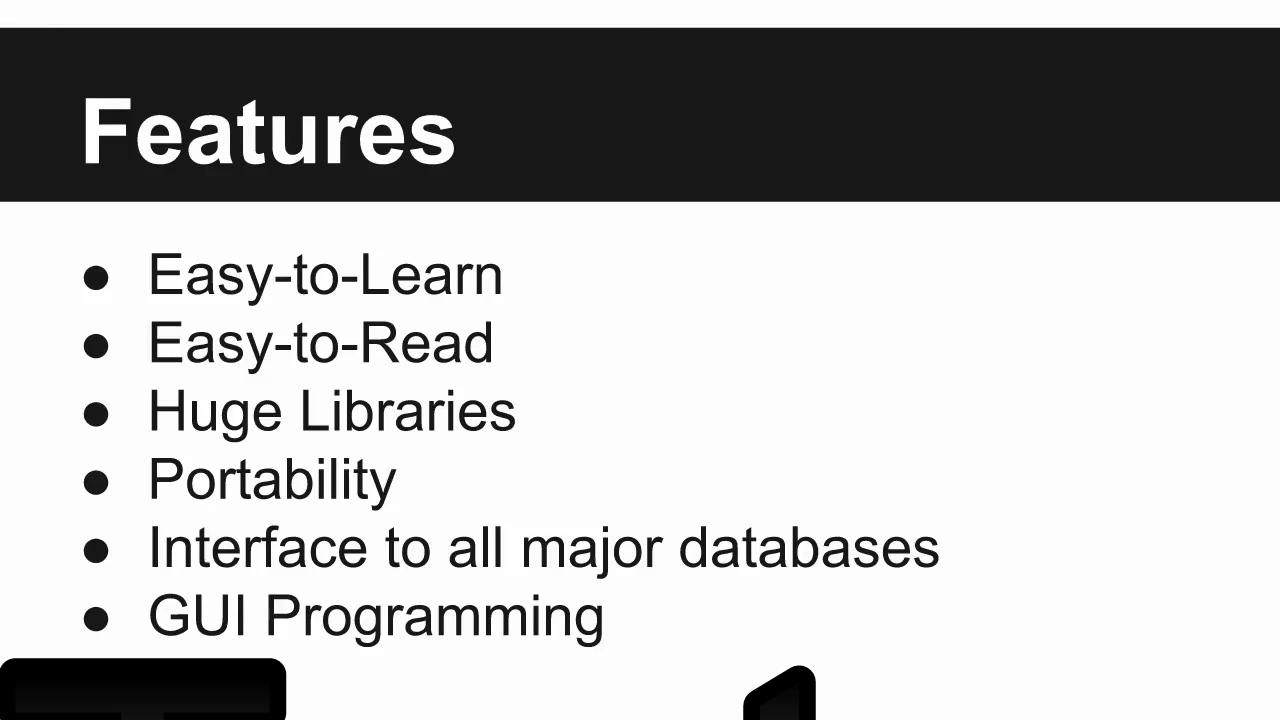 Features
● Easy-to-Learn
● Easy-to-Read
● Huge Libraries
● Portability
● Interface to all major databases
● GUI Programming